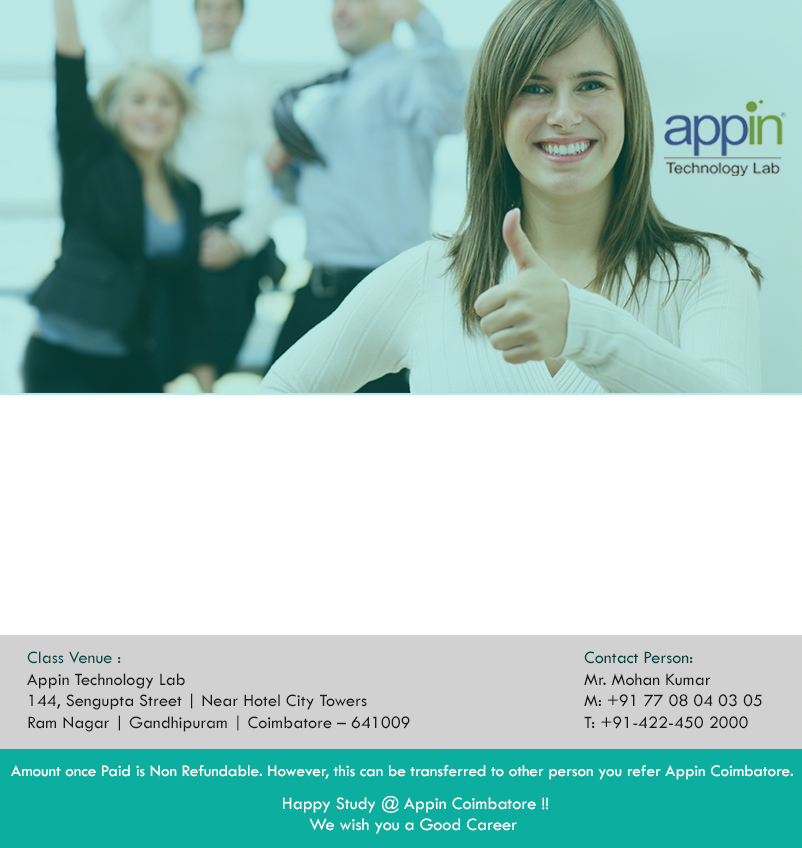 appin
Technology Lab
Class Venue :
Appin Technology Lab
144, Sengupta Street | Near Hotel City Towers
Ram Nagar | Gandhipuram | Coimbatore – 641009
Contact Person:
Mr. Mohan Kumar
M: +91 77 08 04 03 05
T: +91-422-450 2000
Amount once Paid is Non Refundable. However, this can be transferred to other person you refer Appin Coimbatore.
Happy Study @ Appin Coimbatore !!
We wish you a Good Career